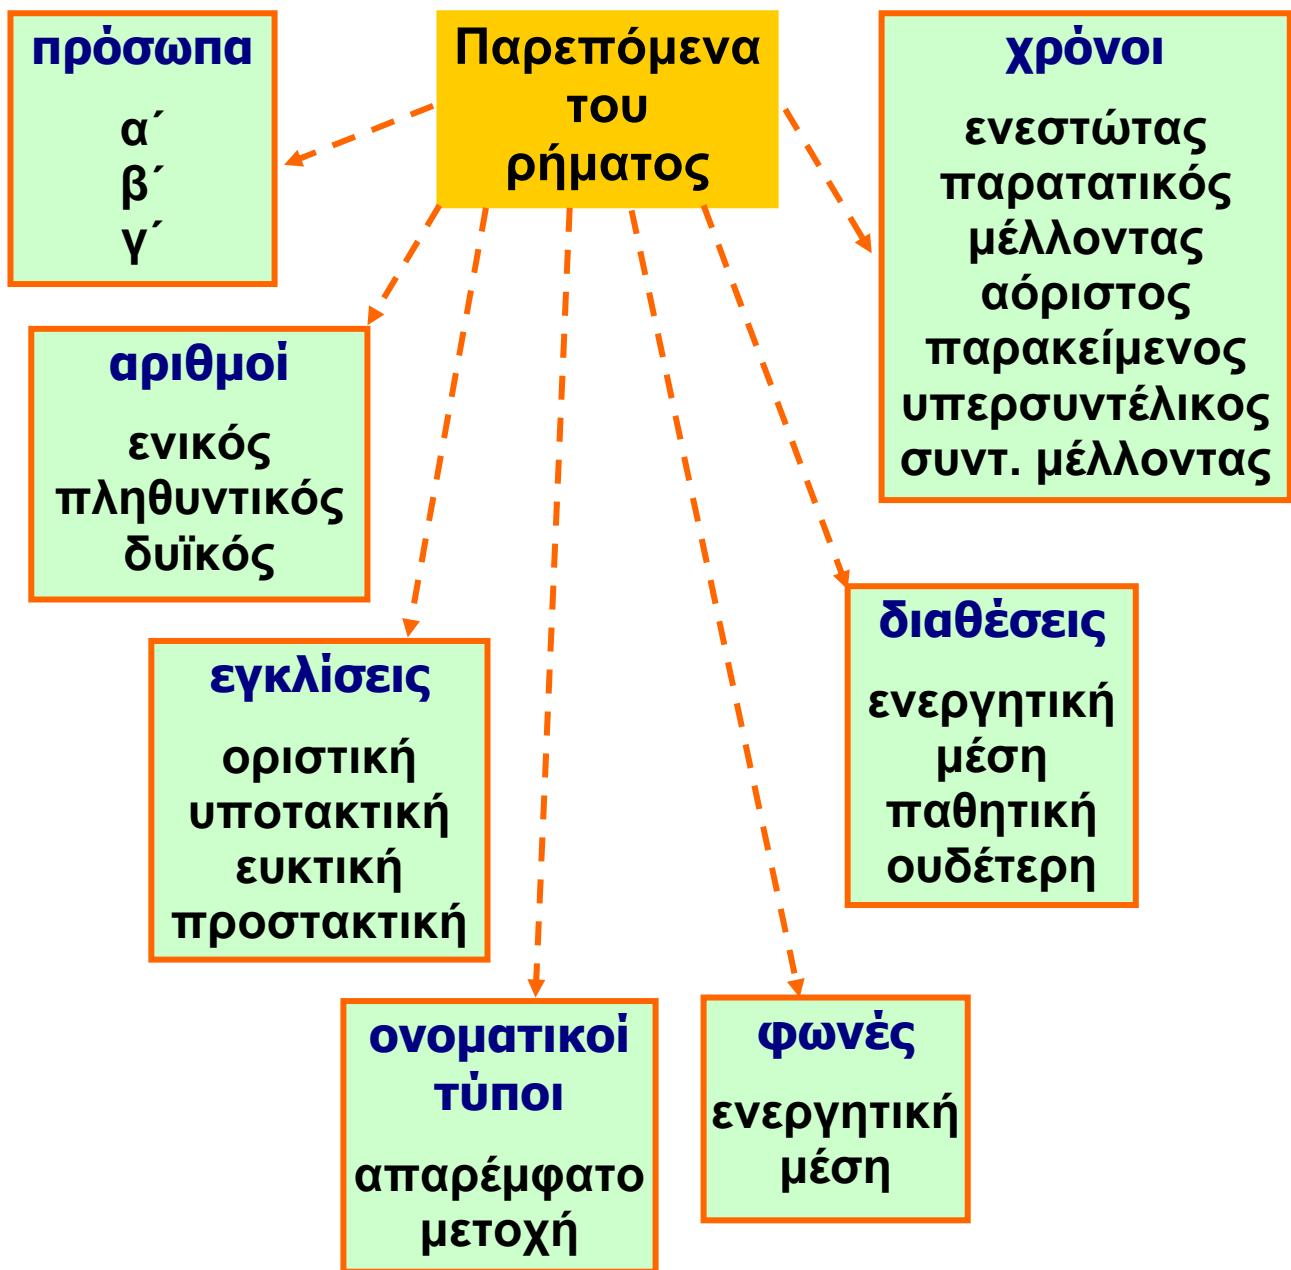 Παρεπόμενα
του
ρήματος
πρόσωπα
α΄
β΄
γ΄
αριθμοί
ενικός
πληθυντικός
δυϊκός
εγκλίσεις
οριστική
υποτακτική
ευκτική
προστακτική
ονοματικοί
τύποι
απαρέμφατο
μετοχή
φωνές
ενεργητική
μέση
διαθέσεις
ενεργητική
μέση
παθητική
ουδέτερη
χρόνοι
ενεστώτας
παρατατικός
μέλλοντας
αόριστος
παρακείμενος
υπερσυντέλικος
συντ. μέλλοντας